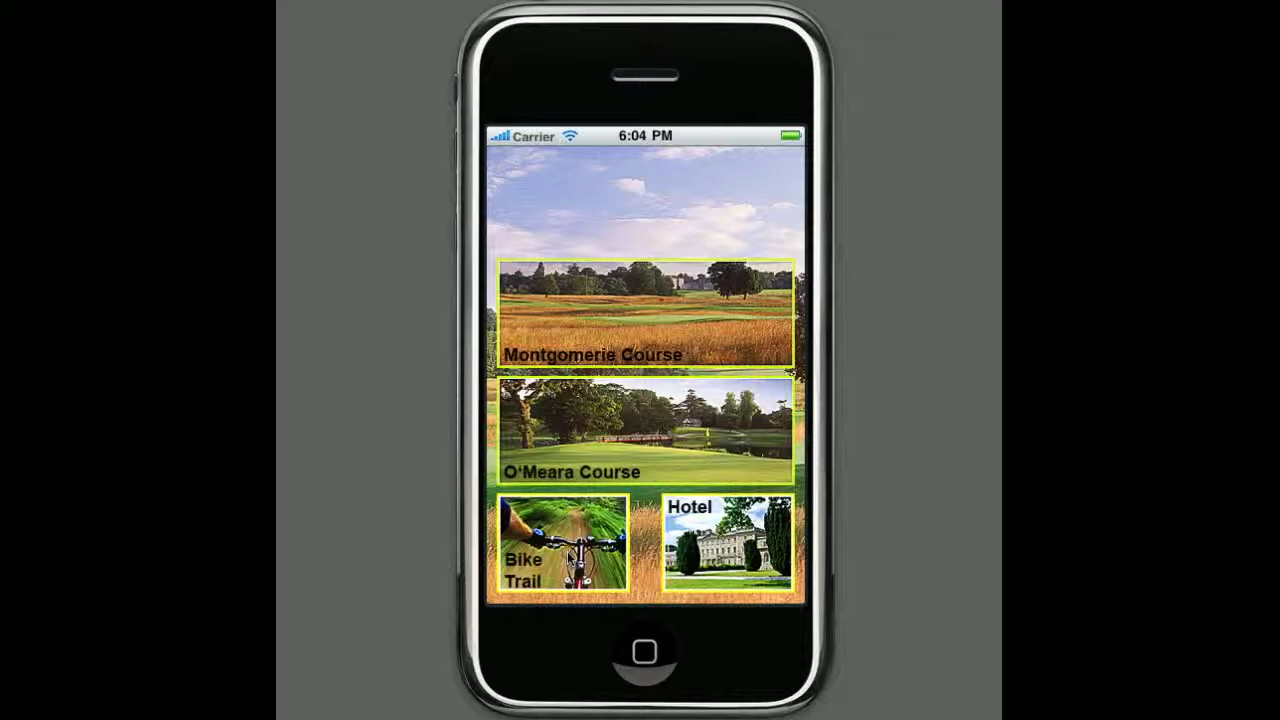 Carrier 6:04 PM
Montgomerie Course
O'Meara Course
Bike
Trail
Hotel